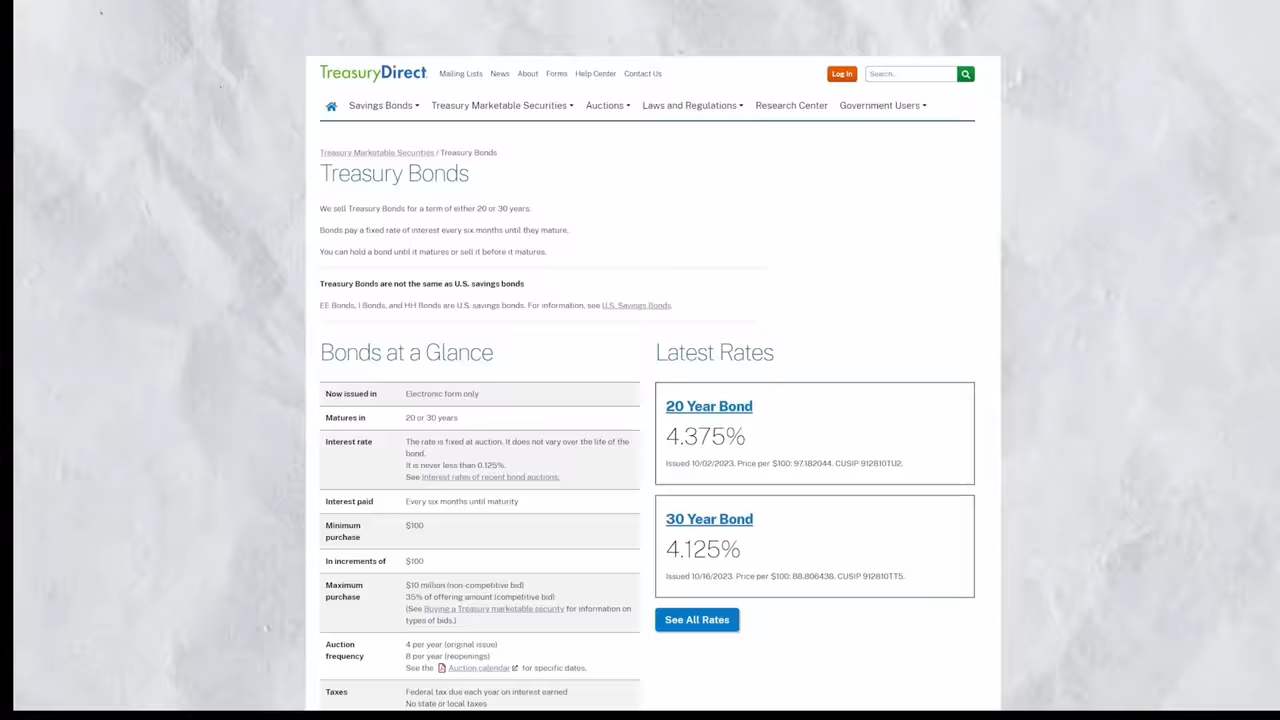 TreasuryDirect
Mailing Lists News About Forms Help Center Contact Us
Log In
Search...
Savings Bonds Treasury Marketable Securities Auctions Laws and Regulations Research Center Government Users
Treasury Marketable Securities / Treasury Bonds
Treasury Bonds
We sell Treasury Bonds for a term of either 20 or 30 years.
Bonds pay a fixed rate of interest every six months until they mature.
You can hold a bond until it matures or sell it before it matures.
Treasury Bonds are not the same as U.S. savings bonds
EE Bonds, I Bonds, and HH Bonds are U.S. savings bonds. For information, see U.S. Savings Bonds.
Bonds at a Glance
Now issued in Electronic form only
Matures in 20 or 30 years
Interest rate The rate is fixed at auction. It does not vary over the life of the
bond.
It is never less than 0.125%.
See Interest rates of recent bond auctions.
Interest paid Every six months until maturity
Minimum $100
purchase
In increments of $100
Maximum $10 million (non-competitive bid)
purchase 35% of offering amount (competitive bid)
(See Buying a Treasury marketable security for information on
types of bids.)
Auction 4 per year (original issue)
frequency 8 per year (reopenings)
See the Auction calendar for specific dates.
Taxes Federal tax due each year on interest earned
No state or local taxes
Latest Rates
20 Year Bond
4.375%
Issued 10/02/2023. Price per $100: 97.182044. CUSIP 912810TU2.
30 Year Bond
4.125%
Issued 10/16/2023. Price per $100: 88.806438. CUSIP 912810TT5.
See All Rates